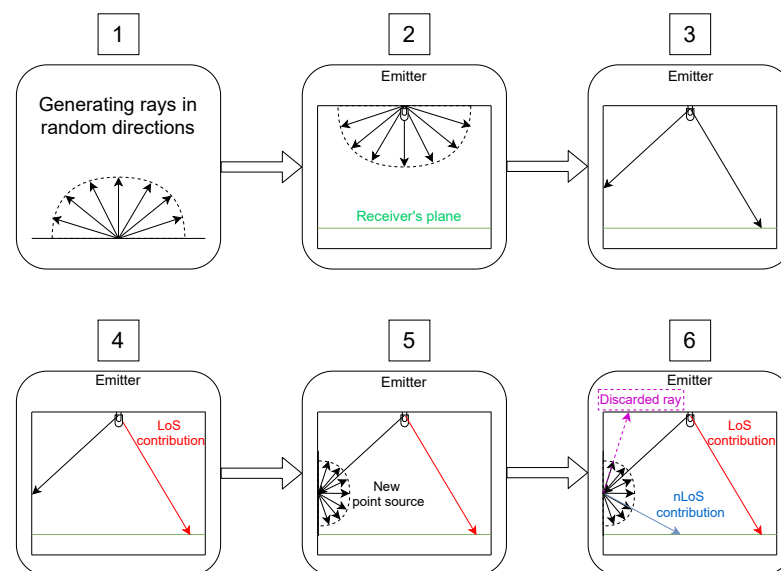 1
2
3
Generating rays in
random directions
Emitter
Receiver's plane
Emitter
4
5
6
Emitter
LoS
contribution
Emitter
New
point source
Emitter
Discarded ray
LoS
contribution
nLoS
contribution